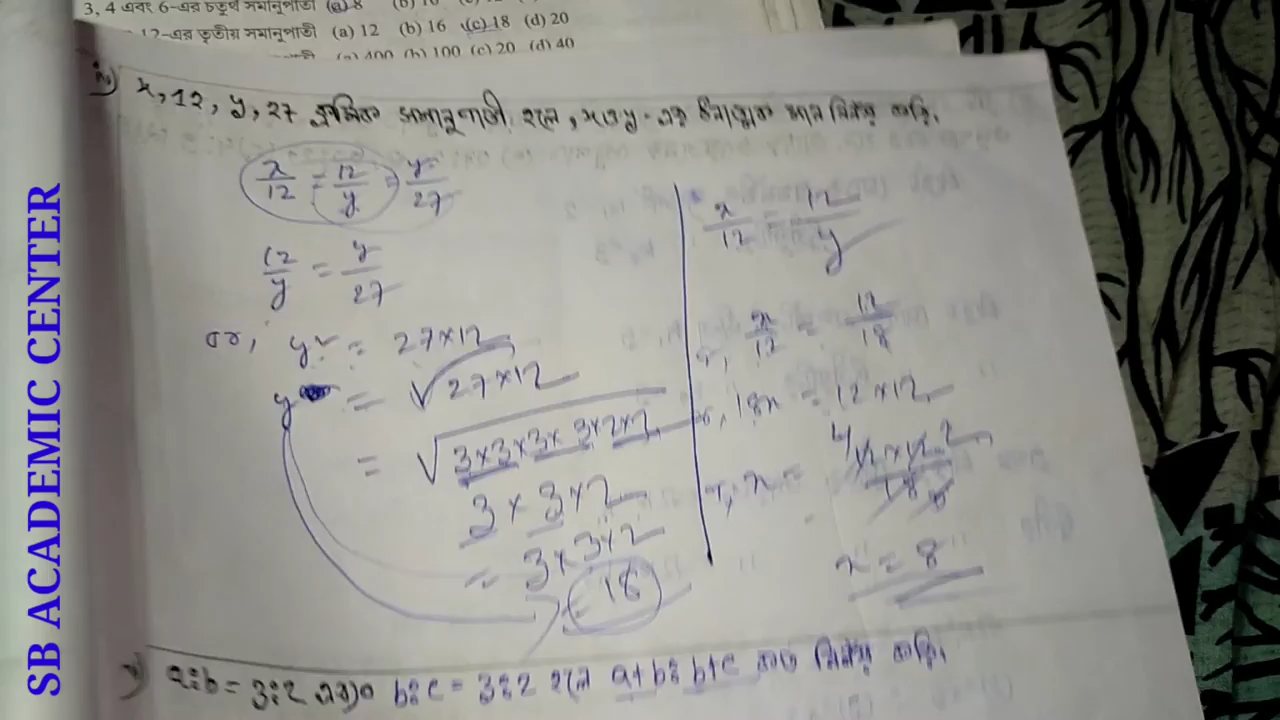 3, 4 এবং 6-এর চতুর্থ সমানুপাতী (a) 8
12-এর তৃতীয় সমানুপাতী (a) 12 (b) 16 (c) 18 (d) 20
(a) 400 (b) 100 (c) 20 (d) 40
x, 12, y, 27 ক্রমিক সমানুপাতী হলে, x ও y-এর ধনাত্মক মান নির্ণয় করি।
x/12 = 12/y = y/27
12/y = y/27
or, y² = 27×12
y = √27×12
= √3×3×3×3×2×2
3×3×2
= 3×3×2
= 18
x/12 = 12/y
x/12 = 12/18
18x = 12×12
x = 12×12/18
x = 8
a:b = 3:2 এবং b:c = 3:2 হলে a+b:b+c কত নির্ণয় করি।
SB ACADEMIC CENTER